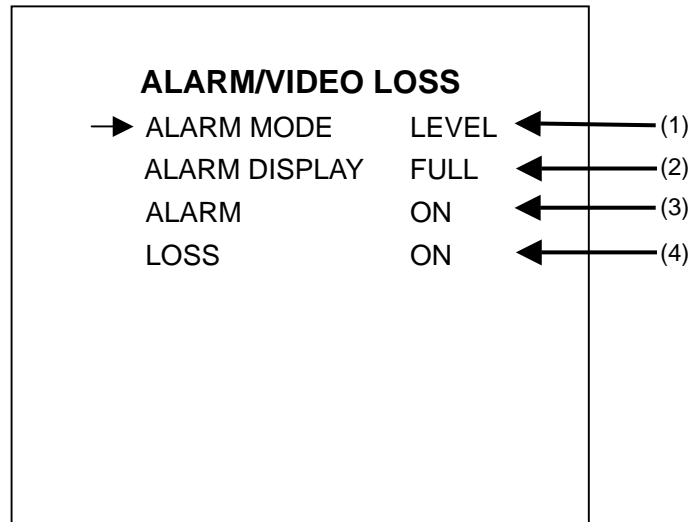 ALARM/VIDEO LOSS
ALARM MODE LEVEL (1)
ALARM DISPLAY FULL (2)
ALARM ON (3)
LOSS ON (4)